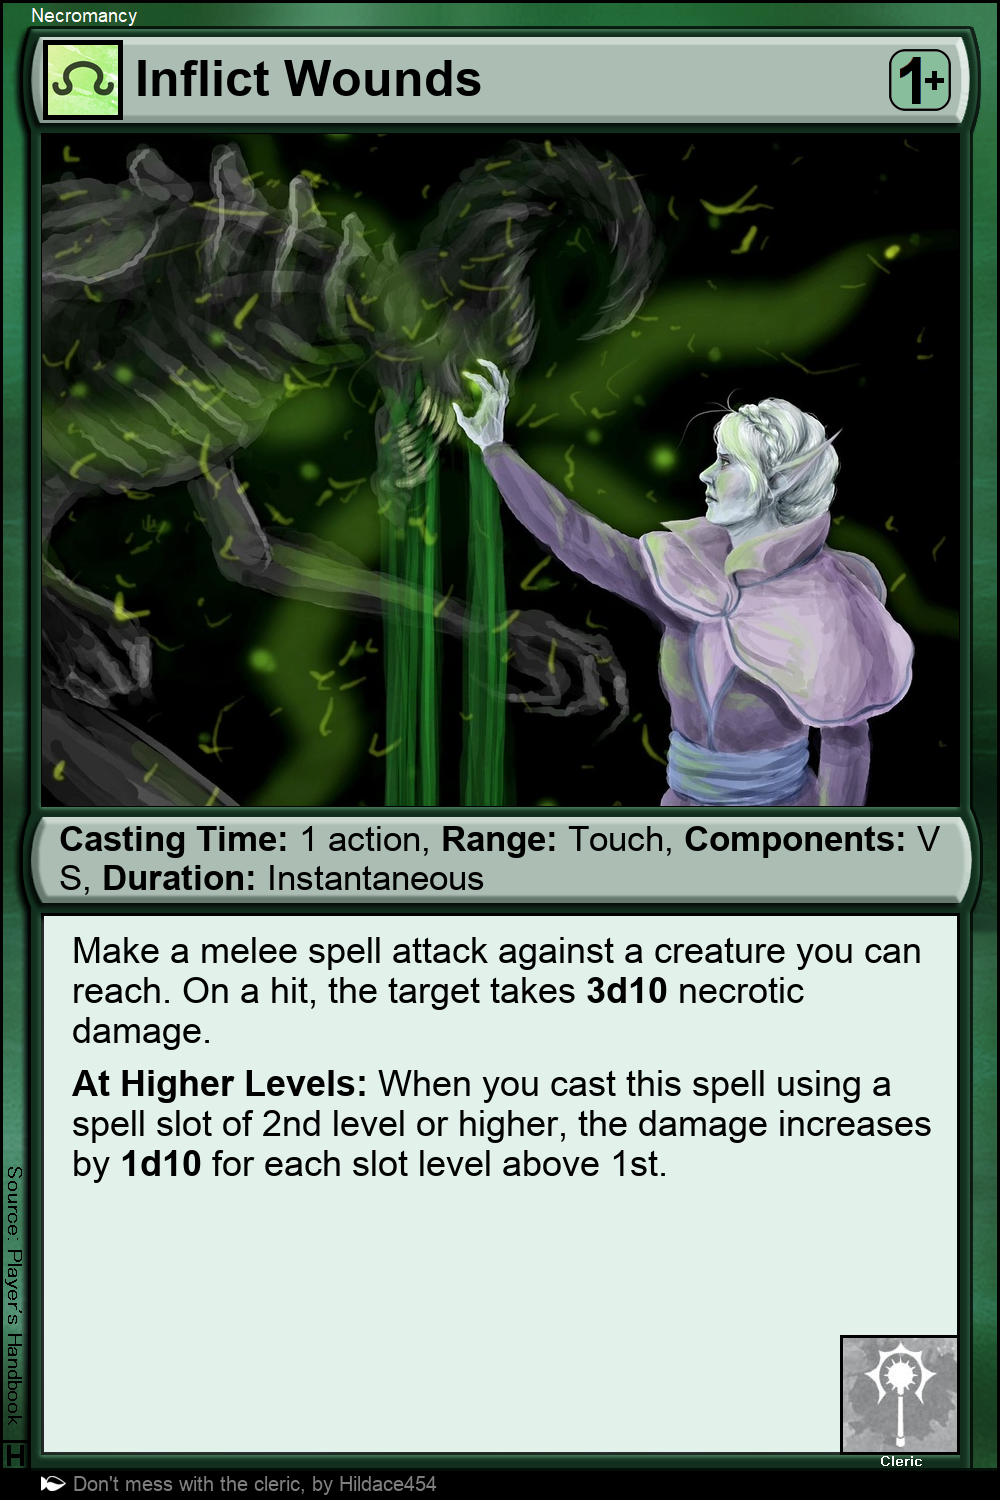 Necromancy
Inflict Wounds
1+
Casting Time: 1 action, Range: Touch, Components: V
S, Duration: Instantaneous
Make a melee spell attack against a creature you can
reach. On a hit, the target takes 3d10 necrotic
damage.
At Higher Levels: When you cast this spell using a
spell slot of 2nd level or higher, the damage increases
by 1d10 for each slot level above 1st.
Source: Player's Handbook
H
Cleric
Don't mess with the cleric, by Hildace454